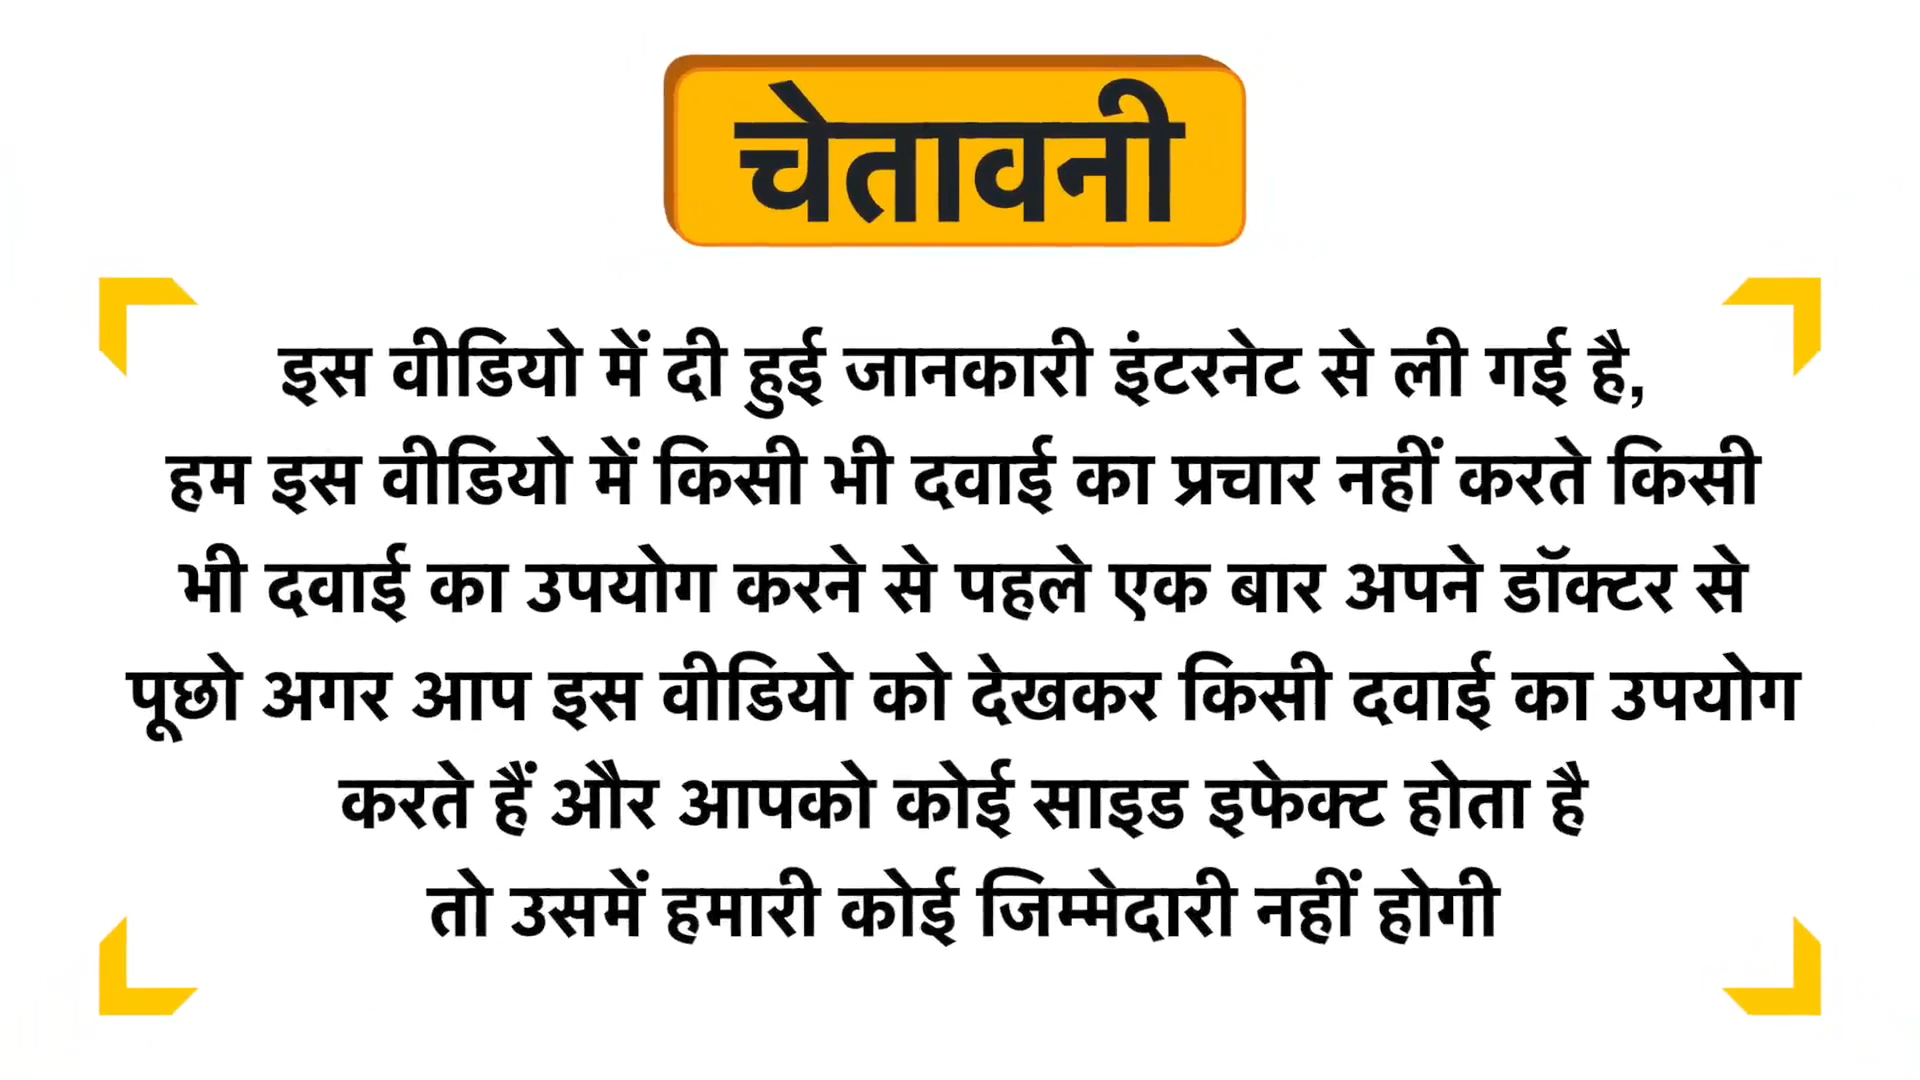 चेतावनी
इस वीडियो में दी हुई जानकारी इंटरनेट से ली गई है,
हम इस वीडियो में किसी भी दवाई का प्रचार नहीं करते किसी
भी दवाई का उपयोग करने से पहले एक बार अपने डॉक्टर से
पूछो अगर आप इस वीडियो को देखकर किसी दवाई का उपयोग
करते हैं और आपको कोई साइड इफेक्ट होता है
तो उसमें हमारी कोई जिम्मेदारी नहीं होगी